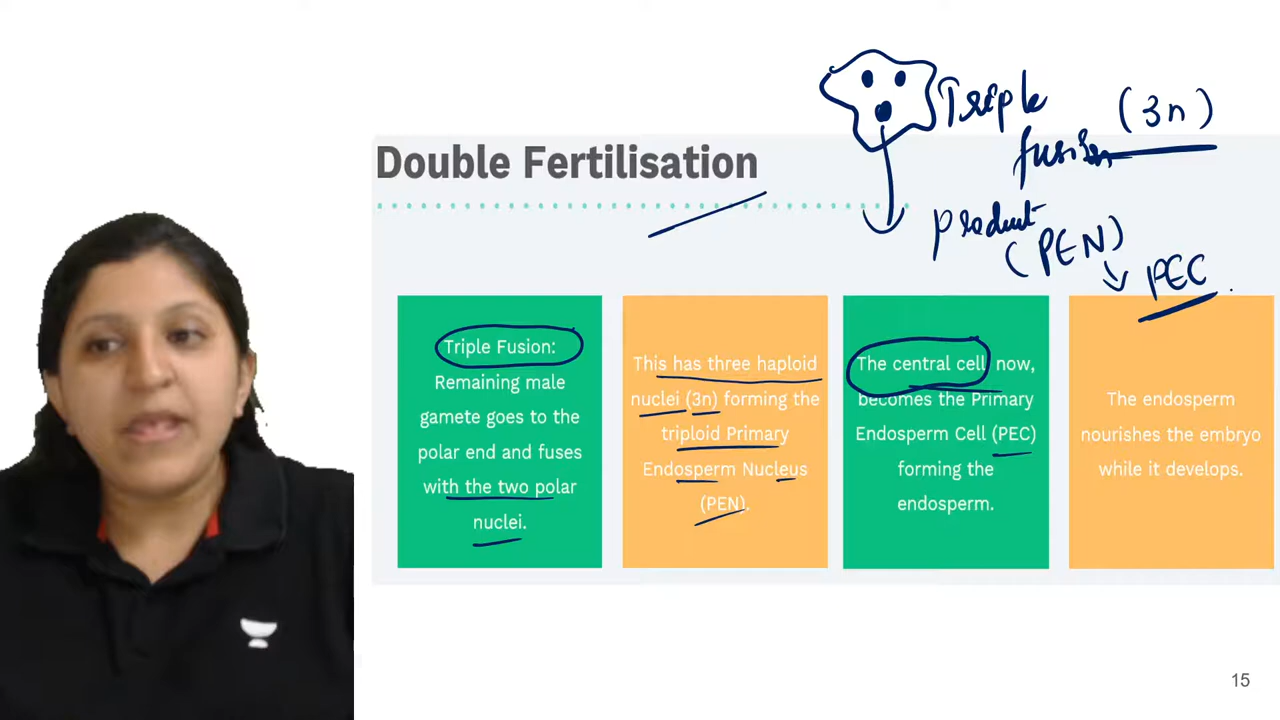 Triple
fusion
(3n)
product
(PEN)
PEC
Double Fertilisation
Triple Fusion:
Remaining male
gamete goes to the
polar end and fuses
with the two polar
nuclei.
This has three haploid
nuclei (3n) forming the
triploid Primary
Endosperm Nucleus
(PEN).
The central cell now,
becomes the Primary
Endosperm Cell (PEC)
forming the
endosperm.
The endosperm
nourishes the embryo
while it develops.
15